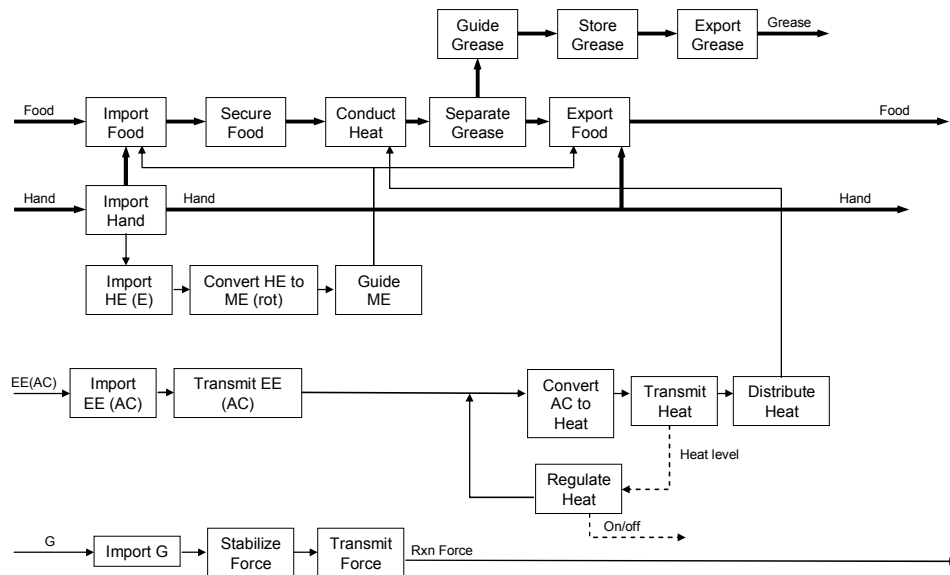 Guide
Grease
Store
Grease
Export
Grease
Grease
Food
Import
Food
Secure
Food
Conduct
Heat
Separate
Grease
Export
Food
Food
Hand
Import
Hand
Hand
Hand
Import
HE (E)
Convert HE to
ME (rot)
Guide
ME
EE(AC)
Import
EE (AC)
Transmit EE
(AC)
Convert
AC to
Heat
Transmit
Heat
Distribute
Heat
Heat level
Regulate
Heat
On/off
G
Import G
Stabilize
Force
Transmit
Force
Rxn Force